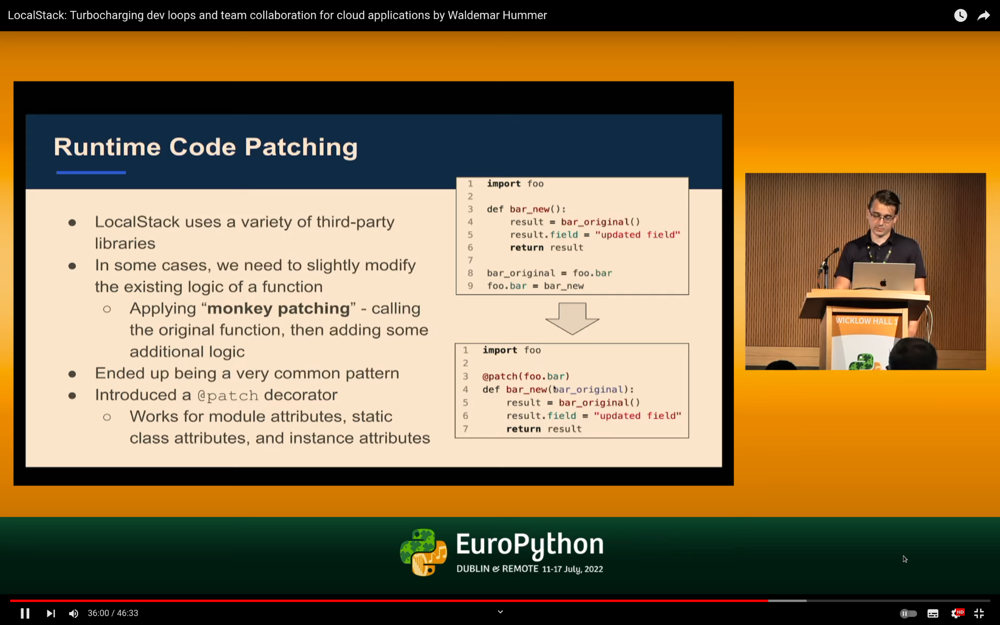 LocalStack: Turbocharging dev loops and team collaboration for cloud applications by Waldemar Hummer
Runtime Code Patching
● LocalStack uses a variety of third-party
libraries
● In some cases, we need to slightly modify
the existing logic of a function
○ Applying “monkey patching” - calling
the original function, then adding some
additional logic
● Ended up being a very common pattern
● Introduced a @patch decorator
○ Works for module attributes, static
class attributes, and instance attributes
1 import foo
2
3 def bar_new():
4     result = bar_original()
5     result.field = "updated field"
6     return result
7
8 bar_original = foo.bar
9 foo.bar = bar_new
1 import foo
2
3 @patch(foo.bar)
4 def bar_new(bar_original):
5     result = bar_original()
6     result.field = "updated field"
7     return result
WICKLOW HALL 1
EuroPython
DUBLIN & REMOTE 11-17 July, 2022
36:00 / 46:33
HD